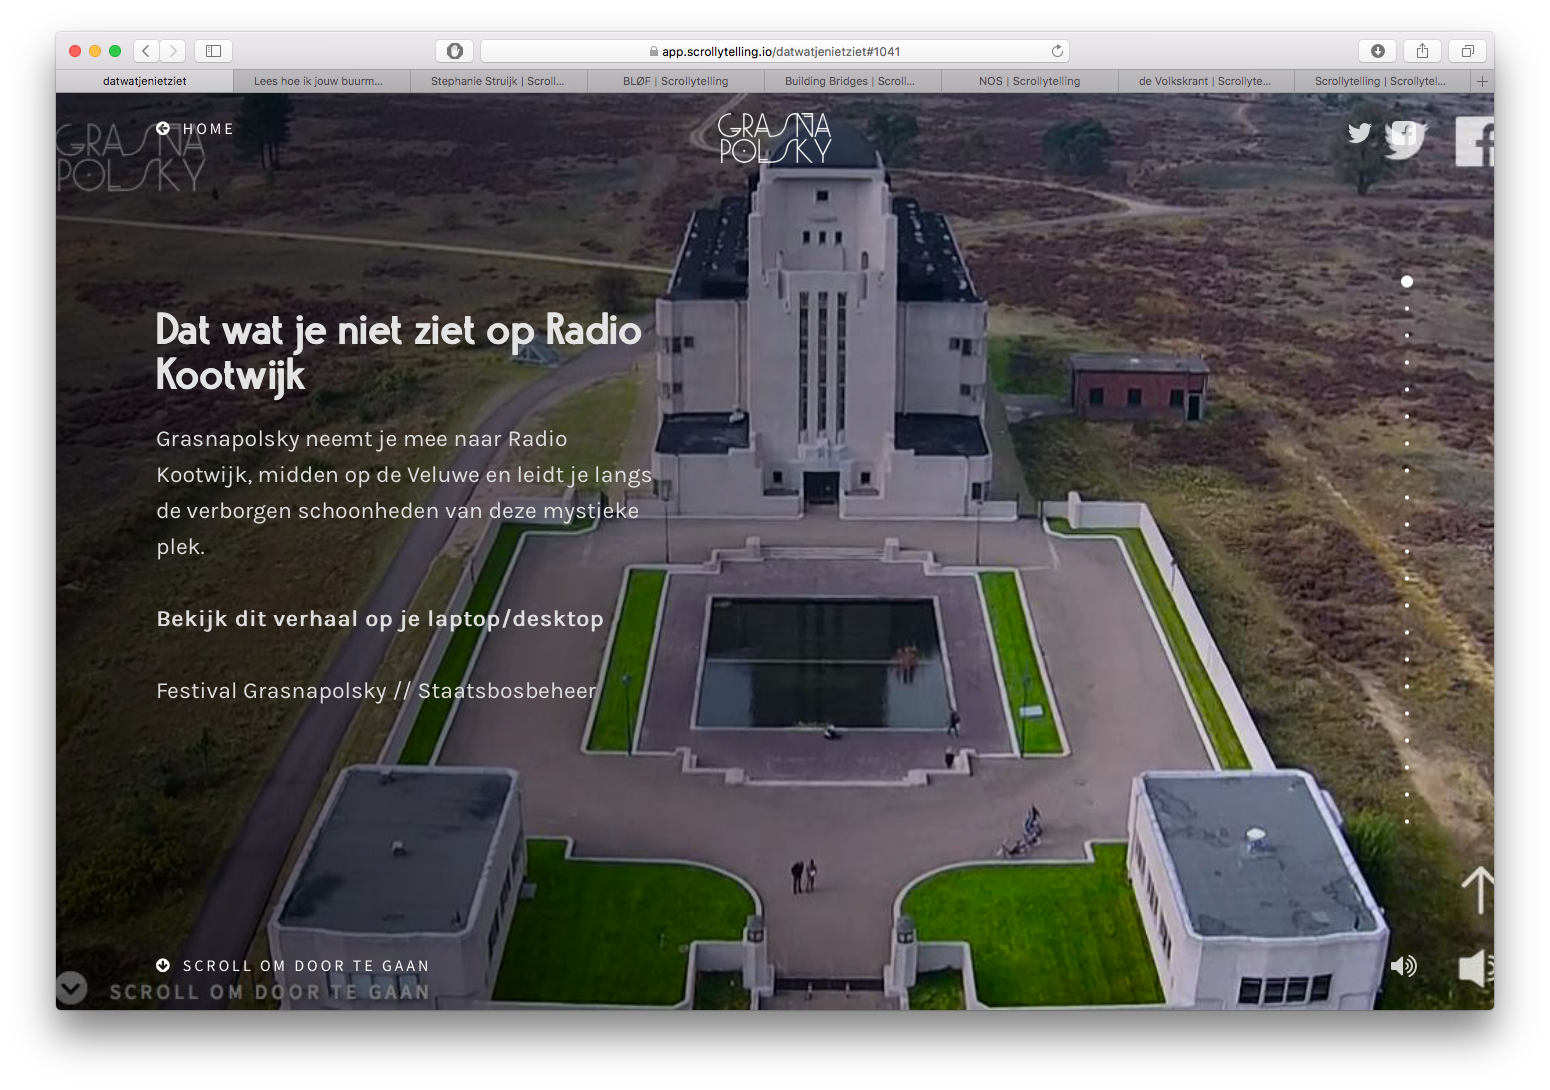 app.scrollytelling.io/datwatjenietziet#1041
datwatjenietziet
Lees hoe ik jouw buurm...
Stephanie Struijk | Scroll...
BLØF | Scrollytelling
Building Bridges | Scroll...
NOS | Scrollytelling
de Volkskrant | Scrollyte...
Scrollytelling | Scrollytel...
HOME
GRASNA
POLSKY
GRASNA
POLSKY
Dat wat je niet ziet op Radio
Kootwijk
Grasnapolsky neemt je mee naar Radio
Kootwijk, midden op de Veluwe en leidt je langs
de verborgen schoonheden van deze mystieke
plek.
Bekijk dit verhaal op je laptop/desktop
Festival Grasnapolsky // Staatsbosbeheer
SCROLL OM DOOR TE GAAN
SCROLL OM DOOR TE GAAN